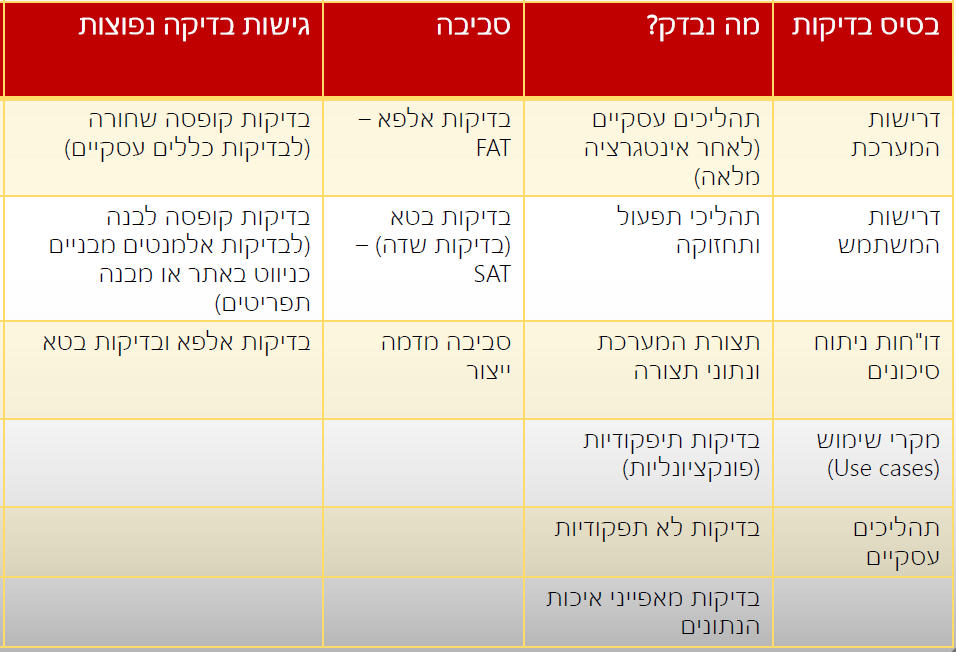 בסיס בדיקות
מה נבדק?
סביבה
גישות בדיקה נפוצות
דרישות
המערכת
תהליכים עסקיים
(לאחר אינטגרציה
מלאה)
בדיקות אלפא –
FAT
בדיקות קופסה שחורה
(לבדיקות כללים עסקיים)
דרישות
המשתמש
תהליכי תפעול
ותחזוקה
בדיקות בטא
(בדיקות שדה) –
SAT
בדיקות קופסה לבנה
(לבדיקות אלמנטים מבניים
כניווט באתר או מבנה
תפריטים)
דו"חות ניתוח
סיכונים
תצורת המערכת
ונתוני תצורה
סביבה מדמה
ייצור
בדיקות אלפא ובדיקות בטא
מקרי שימוש
(Use cases)
בדיקות תיפקודיות
(פונקציונליות)
תהליכים
עסקיים
בדיקות לא תפקודיות
בדיקות מאפייני איכות
הנתונים